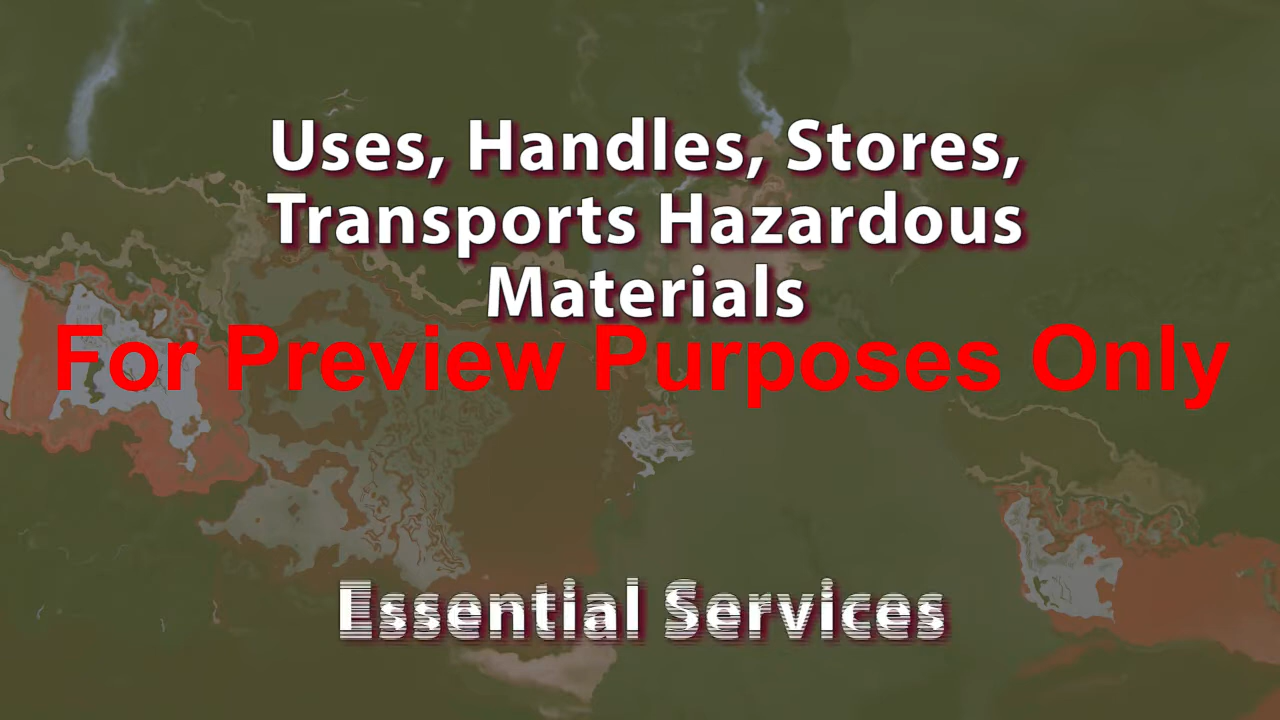 Uses, Handles, Stores,
Transports Hazardous
Materials
For Preview Purposes Only
Essential Services